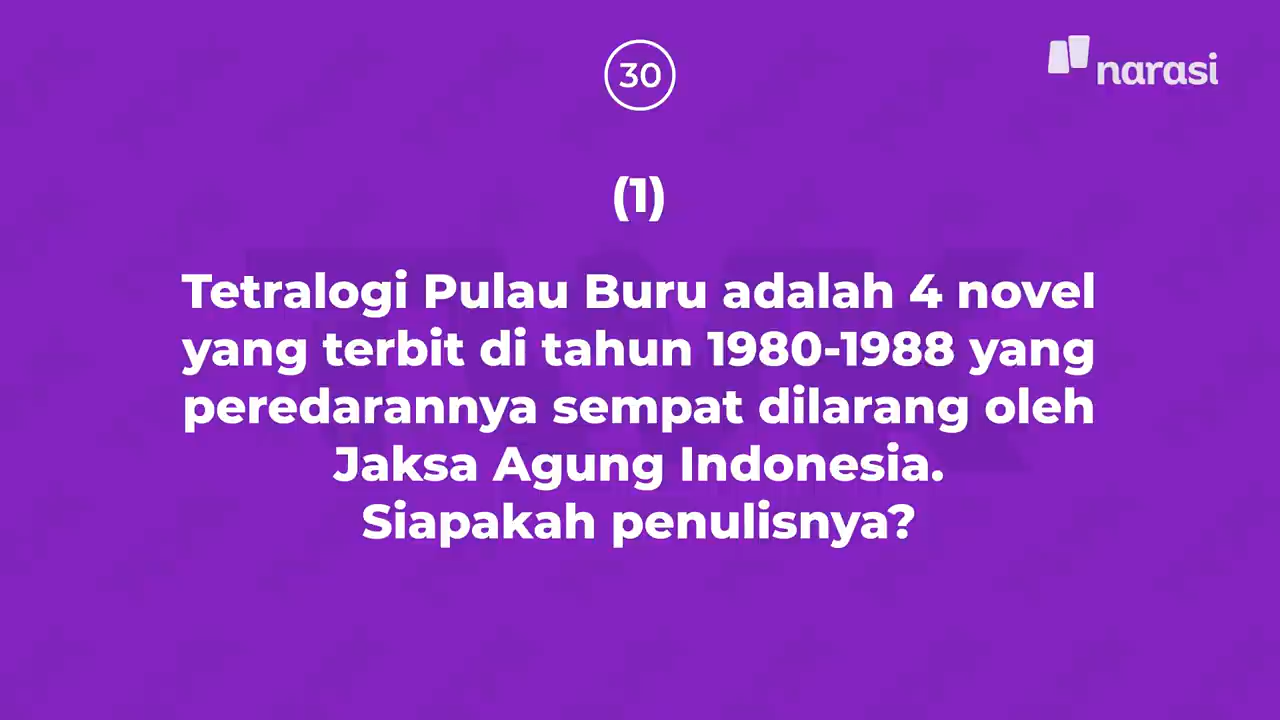 30
narasi
(1)
Tetralogi Pulau Buru adalah 4 novel
yang terbit di tahun 1980-1988 yang
peredarannya sempat dilarang oleh
Jaksa Agung Indonesia.
Siapakah penulisnya?